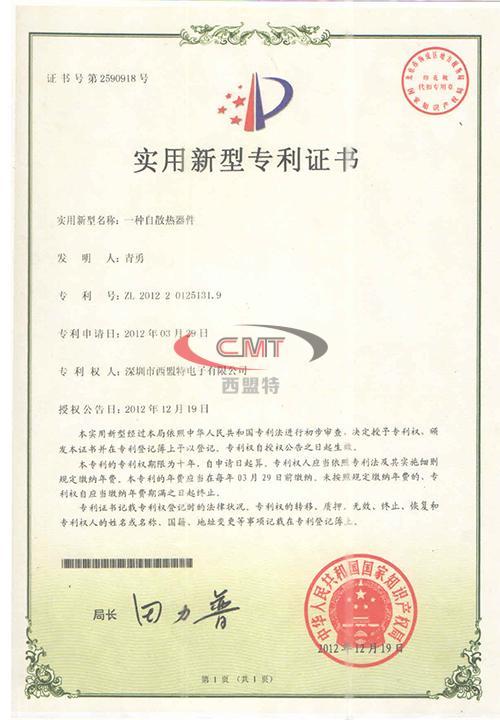 证书号第2590918号
印花税
代扣专用章
实用新型专利证书
实用新型名称：一种自散热器件
发明人：青勇
专利号：ZL 2012 2 0125131.9
专利申请日：2012年03月29日
CMT
专利权人：深圳市西盟特电子有限公司
西盟特
授权公告日：2012年12月19日
本实用新型经过本局依照中华人民共和国专利法进行初步审查，决定授予专利权，颁
发本证书并在专利登记簿上予以登记。专利权自授权公告之日起生效。
本专利的专利权期限为十年，自申请日起算。专利权人应当依照专利法及其实施细则
规定缴纳年费。本专利的年费应当在每年03月29日前缴纳。未按照规定缴纳年费的，专
利权自应当缴纳年费期满之日起终止。
专利证书记载专利权登记时的法律状况。专利权的转移、质押、无效、终止、恢复和
专利权人的姓名或名称、国籍、地址变更等事项记载在专利登记簿上。
局长 田力普
中华人民共和国国家知识产权局
2012年12月19日
第1页（共1页）